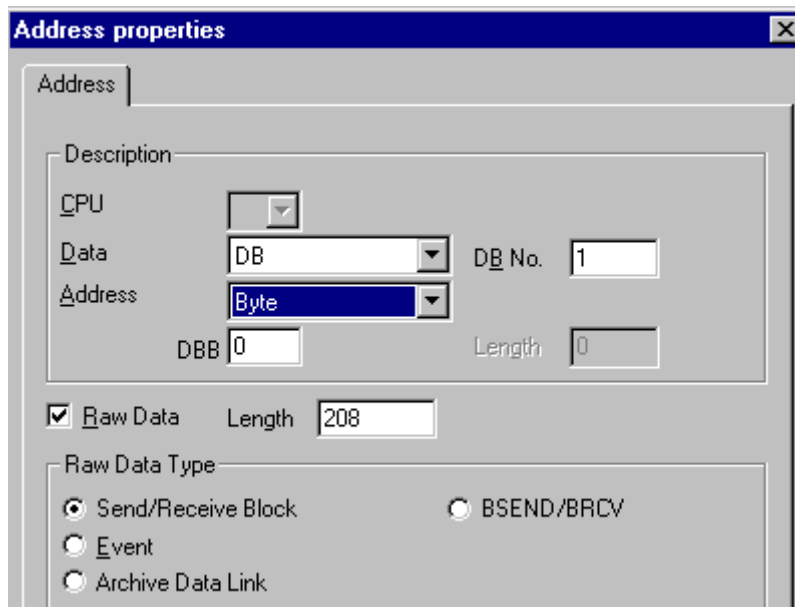 Address properties
Address
Description
CPU
Data DB DB No. 1
Address Byte
DBB 0 Length 0
Raw Data Length 208
Raw Data Type
Send/Receive Block BSEND/BRCV
Event
Archive Data Link